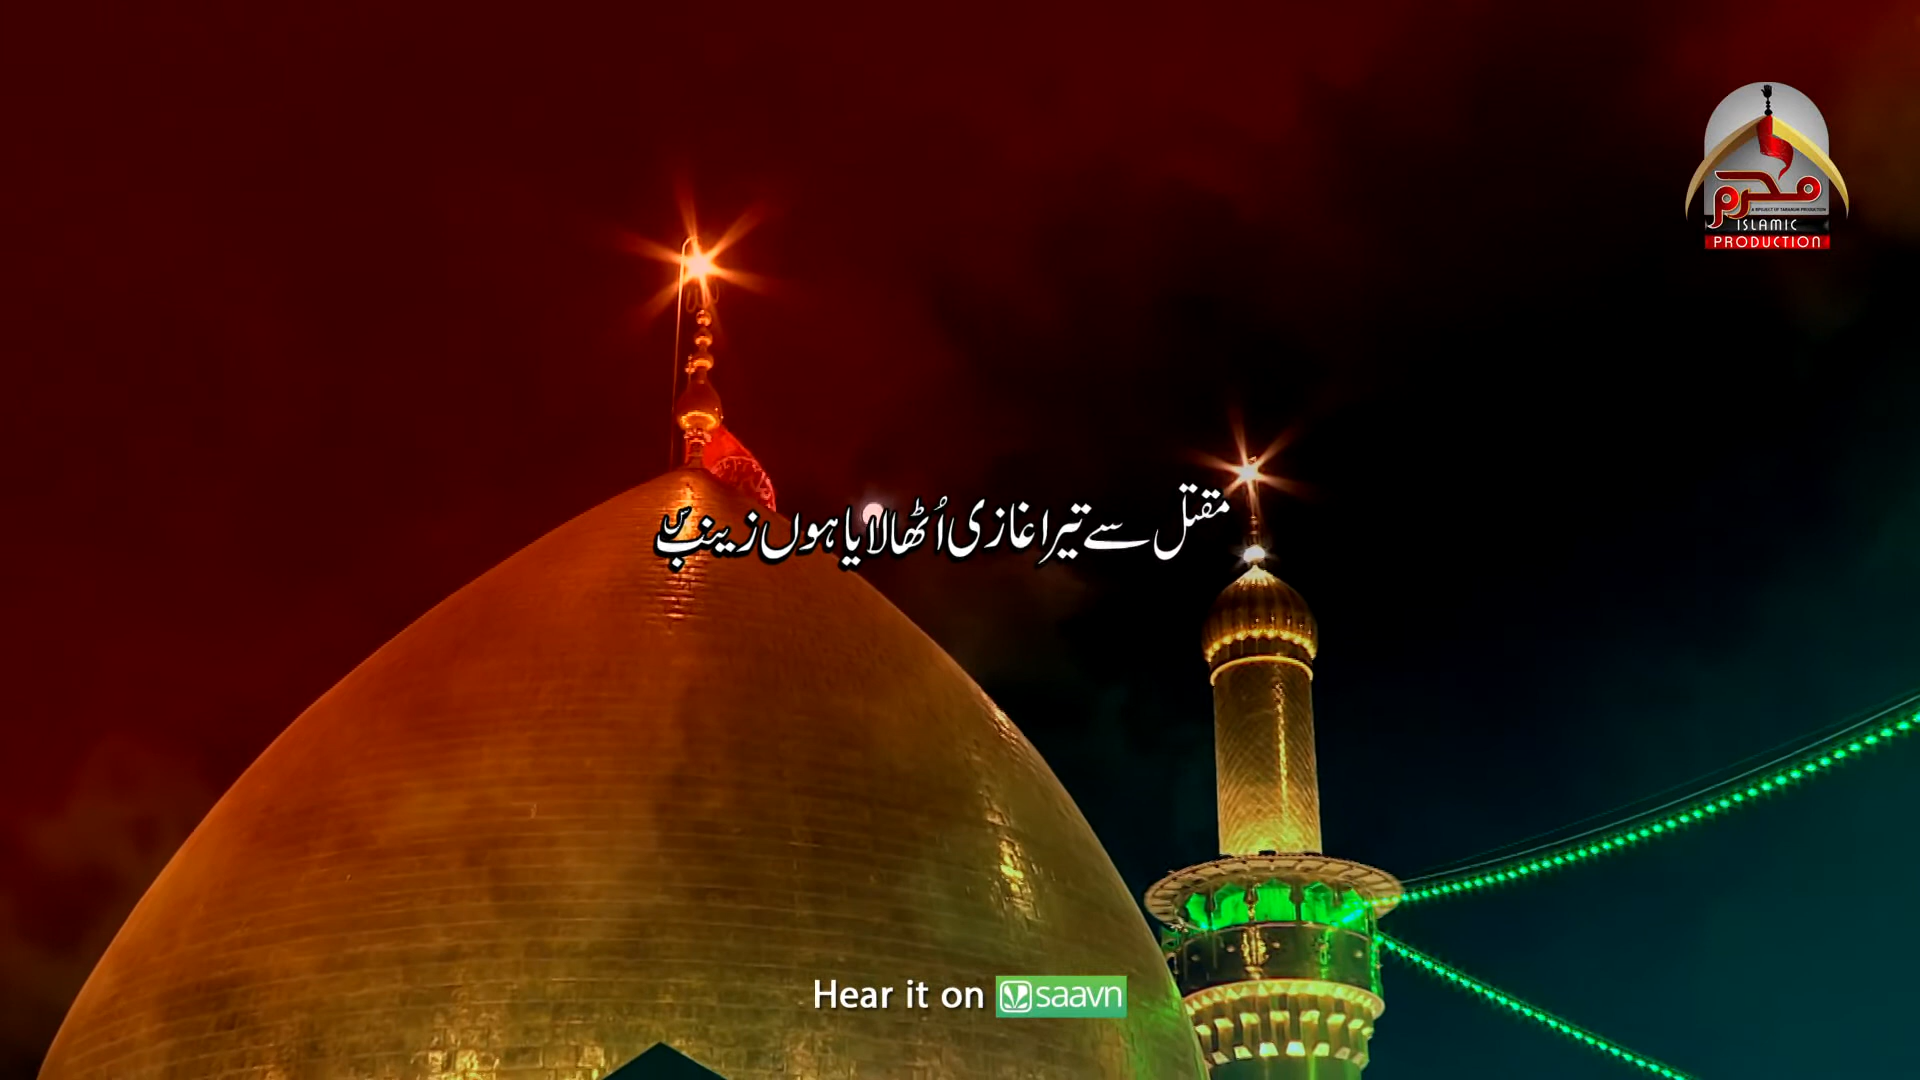 محرم
ISLAMIC
PRODUCTION
مقتل سے تیرا غازی اُٹھا لایا ہوں زینبؑ
Hear it on saavn